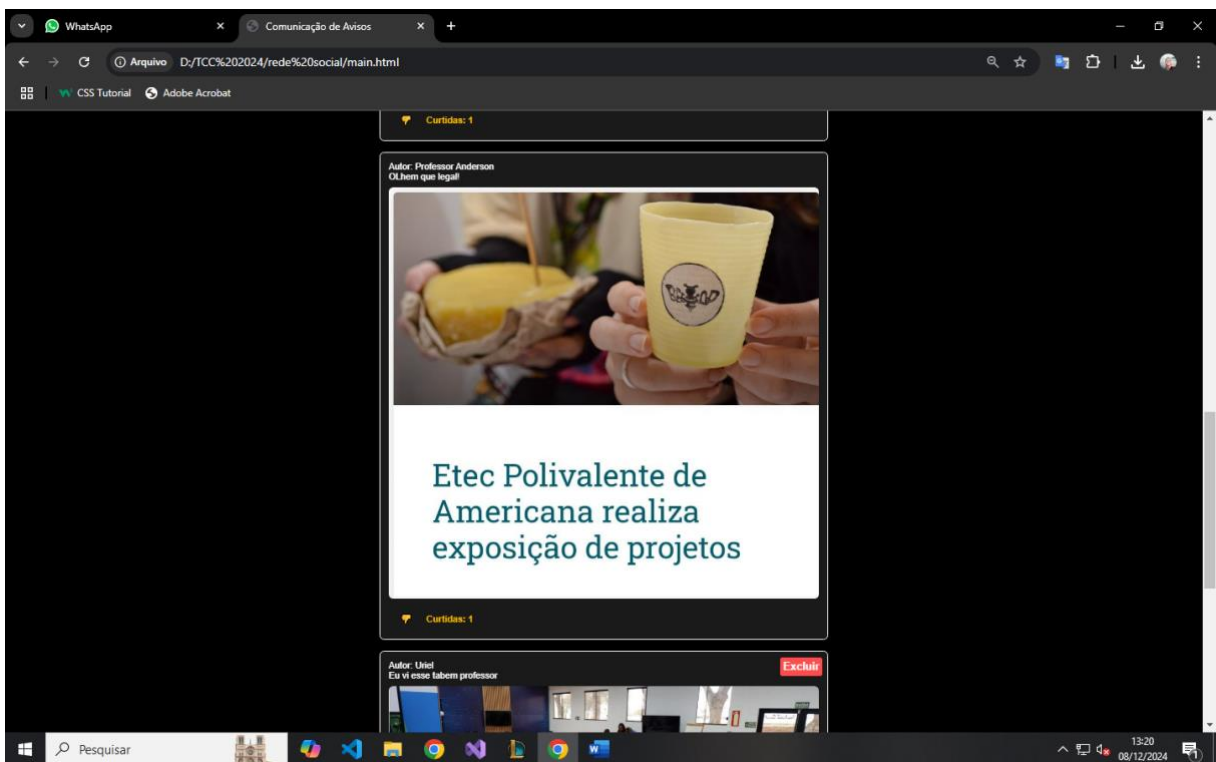 WhatsApp
Comunicação de Avisos
Arquivo
D:/TCC%202024/rede%20social/main.html
CSS Tutorial
Adobe Acrobat
Curtidas: 1
Autor: Professor Anderson
OLhem que legal!
Etec Polivalente de
Americana realiza
exposição de projetos
Curtidas: 1
Autor: Uriel
Excluir
Eu vi esse tabem professor
Pesquisar
13:20
08/12/2024